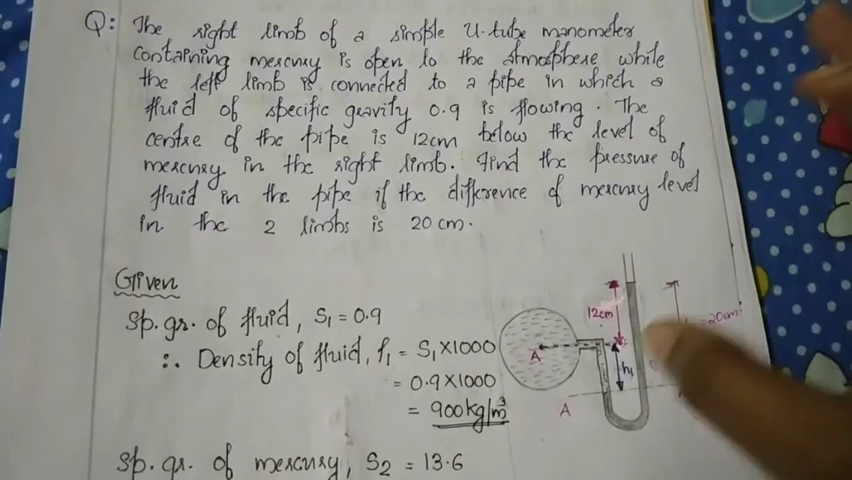 Q: The right limb of a simple U-tube manometer
containing mercury is open to the atmosphere while
the left limb is connected to a pipe in which a
fluid of specific gravity 0.9 is flowing. The
centre of the pipe is 12cm below the level of
mercury in the right limb. Find the pressure of
fluid in the pipe if the difference of mercury level
in the 2 limbs is 20 cm.
Given
Sp. gr. of fluid, S₁ = 0.9
∴ Density of fluid, ρ₁ = S₁ × 1000
= 0.9 × 1000
= 900 kg/m³
Sp. gr. of mercury, S₂ = 13.6
12cm
= 20cm
A
h₁
A